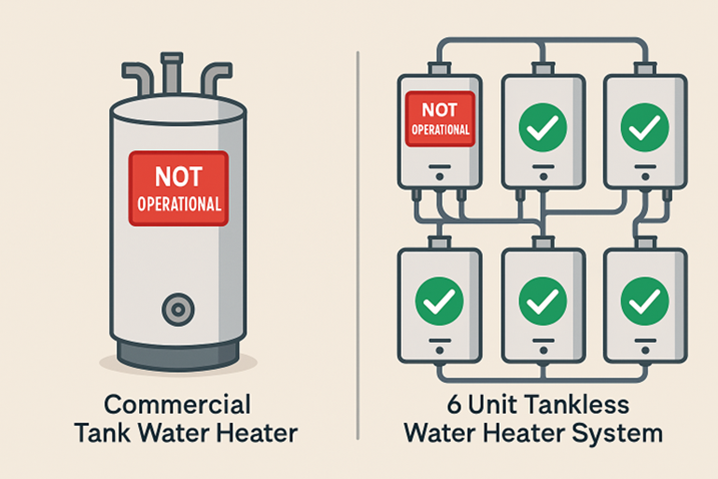 NOT
OPERATIONAL
Commercial
Tank Water Heater
NOT
OPERATIONAL
6 Unit Tankless
Water Heater System